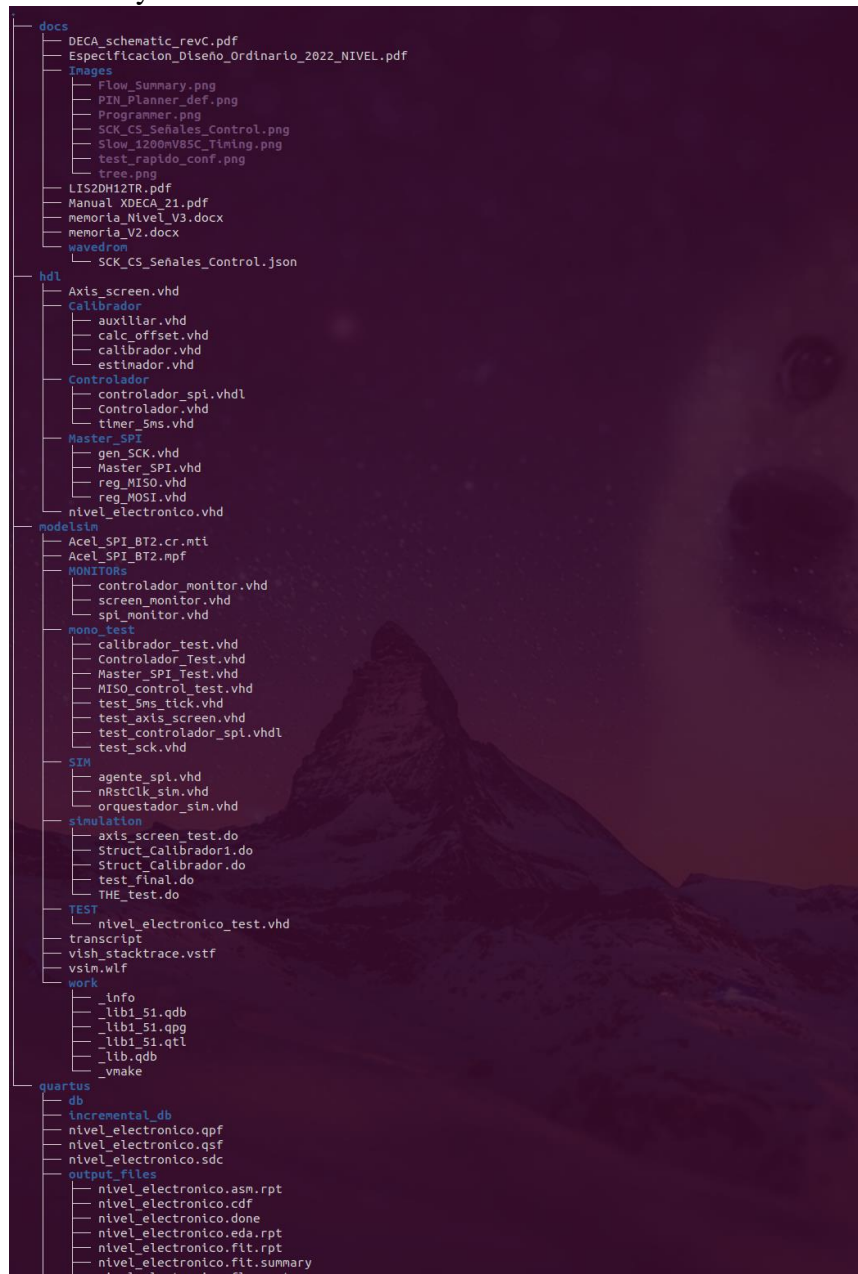 .
├── docs
│   ├── DECA_schematic_revC.pdf
│   ├── Especificacion_Diseño_Ordinario_2022_NIVEL.pdf
│   ├── Images
│   │   ├── Flow_Summary.png
│   │   ├── PIN_Planner_def.png
│   │   ├── Programmer.png
│   │   ├── SCK_CS_Señales_Control.png
│   │   ├── Slow_1200mV85C_Timing.png
│   │   ├── test_rapido_conf.png
│   │   └── tree.png
│   ├── LIS2DH12TR.pdf
│   ├── Manual XDECA_21.pdf
│   ├── memoria_Nivel_V3.docx
│   ├── memoria_V2.docx
│   └── wavedrom
│       └── SCK_CS_Señales_Control.json
├── hdl
│   ├── Axis_screen.vhd
│   ├── Calibrador
│   │   ├── auxiliar.vhd
│   │   ├── calc_offset.vhd
│   │   ├── calibrador.vhd
│   │   └── estimador.vhd
│   ├── Controlador
│   │   ├── controlador_spi.vhdl
│   │   ├── Controlador.vhd
│   │   └── timer_5ms.vhd
│   ├── Master_SPI
│   │   ├── gen_SCK.vhd
│   │   ├── Master_SPI.vhd
│   │   ├── reg_MISO.vhd
│   │   └── reg_MOSI.vhd
│   └── nivel_electronico.vhd
├── modelsim
│   ├── Acel_SPI_BT2.cr.mti
│   ├── Acel_SPI_BT2.mpf
│   ├── MONITORs
│   │   ├── controlador_monitor.vhd
│   │   ├── screen_monitor.vhd
│   │   └── spi_monitor.vhd
│   ├── mono_test
│   │   ├── calibrador_test.vhd
│   │   ├── Controlador_Test.vhd
│   │   ├── Master_SPI_Test.vhd
│   │   ├── MISO_control_test.vhd
│   │   ├── test_5ms_tick.vhd
│   │   ├── test_axis_screen.vhd
│   │   ├── test_controlador_spi.vhdl
│   │   └── test_sck.vhd
│   ├── SIM
│   │   ├── agente_spi.vhd
│   │   ├── nRstClk_sim.vhd
│   │   └── orquestador_sim.vhd
│   ├── simulation
│   │   ├── axis_screen_test.do
│   │   ├── Struct_Calibrador1.do
│   │   ├── Struct_Calibrador.do
│   │   ├── test_final.do
│   │   └── THE_test.do
│   ├── TEST
│   │   └── nivel_electronico_test.vhd
│   ├── transcript
│   ├── vish_stacktrace.vstf
│   ├── vsim.wlf
│   └── work
│       ├── _info
│       ├── _lib1_51.qdb
│       ├── _lib1_51.qpg
│       ├── _lib1_51.qtl
│       ├── _lib.qdb
│       └── _vmake
└── quartus
    ├── db
    ├── incremental_db
    ├── nivel_electronico.qpf
    ├── nivel_electronico.qsf
    ├── nivel_electronico.sdc
    ├── output_files
    │   ├── nivel_electronico.asm.rpt
    │   ├── nivel_electronico.cdf
    │   ├── nivel_electronico.done
    │   ├── nivel_electronico.eda.rpt
    │   ├── nivel_electronico.fit.rpt
    │   ├── nivel_electronico.fit.summary